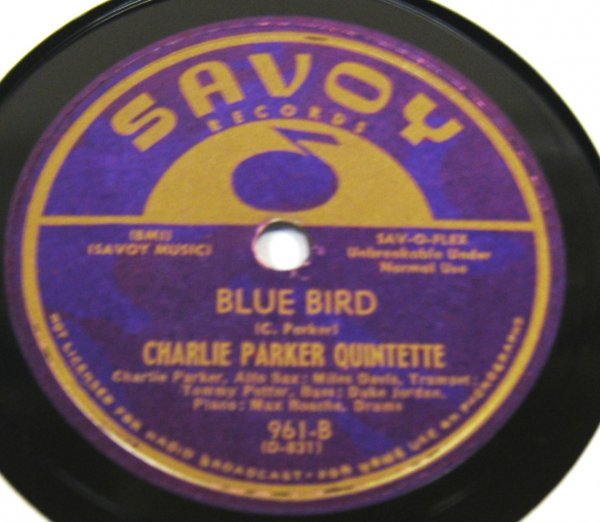 SAVOY
RECORDS
(BMI)
(SAVOY MUSIC)
SAV-O-FLEX
Unbreakable Under
Normal Use
BLUE BIRD
(C. Parker)
CHARLIE PARKER QUINTETTE
Charlie Parker, Alto Sax; Miles Davis, Trumpet;
Tommy Potter, Bass; Duke Jordan,
Piano; Max Roache, Drums
961-B
(D-831)
NOT LICENSED FOR RADIO BROADCAST—FOR HOME USE ON PHONOGRAPHS